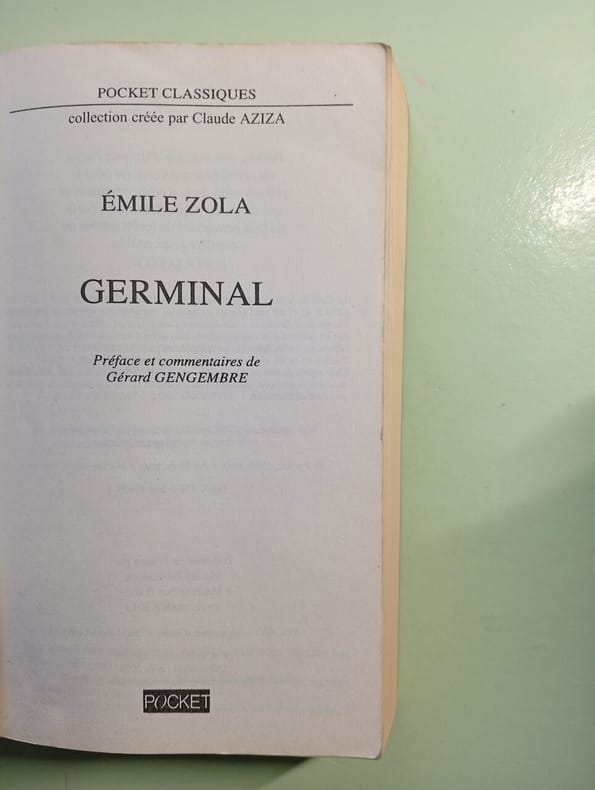 POCKET CLASSIQUES
collection créée par Claude AZIZA
ÉMILE ZOLA
GERMINAL
Préface et commentaires de
Gérard GENGEMBRE
POCKET